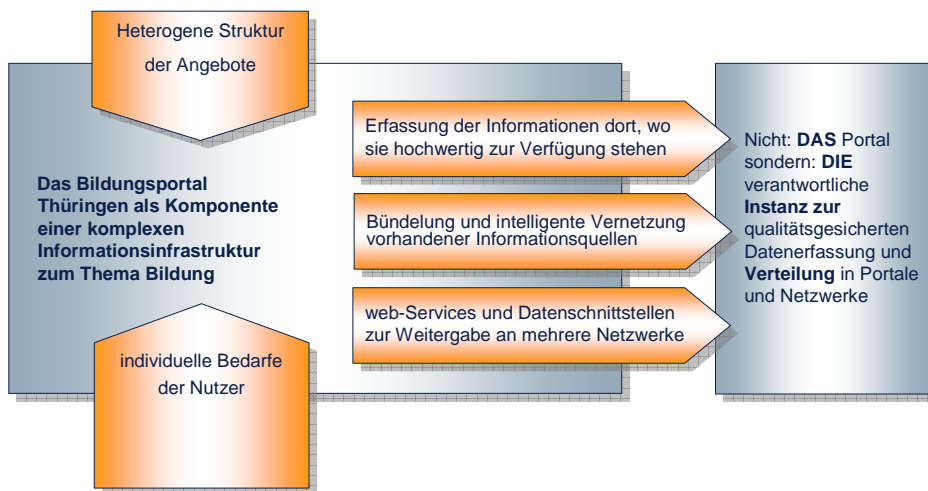 Heterogene Struktur
der Angebote
Das Bildungsportal
Thüringen als Komponente
einer komplexen
Informationsinfrastruktur
zum Thema Bildung
individuelle Bedarfe
der Nutzer
Erfassung der Informationen dort, wo
sie hochwertig zur Verfügung stehen
Bündelung und intelligente Vernetzung
vorhandener Informationsquellen
web-Services und Datenschnittstellen
zur Weitergabe an mehrere Netzwerke
Nicht: DAS Portal
sondern: DIE
verantwortliche
Instanz zur
qualitätsgesicherten
Datenerfassung und
Verteilung in Portale
und Netzwerke